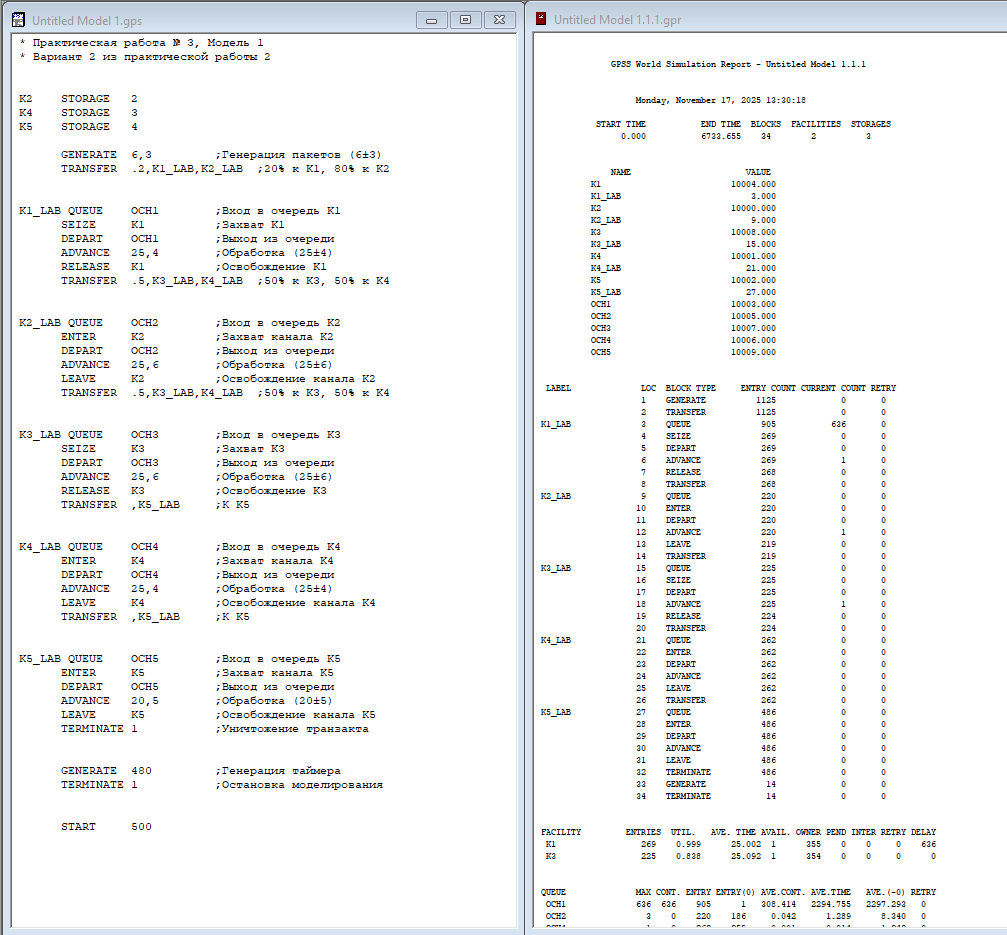 Untitled Model 1.gps
* Практическая работа № 3, Модель 1
* Вариант 2 из практической работы 2
K2 STORAGE 2
K4 STORAGE 3
K5 STORAGE 4
GENERATE 6,3 ;Генерация пакетов (6±3)
TRANSFER .2,K1_LAB,K2_LAB ;20% к K1, 80% к K2
K1_LAB QUEUE OCH1 ;Вход в очередь K1
SEIZE K1 ;Захват K1
DEPART OCH1 ;Выход из очереди
ADVANCE 25,4 ;Обработка (25±4)
RELEASE K1 ;Освобождение K1
TRANSFER .5,K3_LAB,K4_LAB ;50% к K3, 50% к K4
K2_LAB QUEUE OCH2 ;Вход в очередь K2
ENTER K2 ;Захват канала K2
DEPART OCH2 ;Выход из очереди
ADVANCE 25,6 ;Обработка (25±6)
LEAVE K2 ;Освобождение канала K2
TRANSFER .5,K3_LAB,K4_LAB ;50% к K3, 50% к K4
K3_LAB QUEUE OCH3 ;Вход в очередь K3
SEIZE K3 ;Захват K3
DEPART OCH3 ;Выход из очереди
ADVANCE 25,6 ;Обработка (25±6)
RELEASE K3 ;Освобождение K3
TRANSFER ,K5_LAB ;К K5
K4_LAB QUEUE OCH4 ;Вход в очередь K4
ENTER K4 ;Захват канала K4
DEPART OCH4 ;Выход из очереди
ADVANCE 25,4 ;Обработка (25±4)
LEAVE K4 ;Освобождение канала K4
TRANSFER ,K5_LAB ;К K5
K5_LAB QUEUE OCH5 ;Вход в очередь K5
ENTER K5 ;Захват канала K5
DEPART OCH5 ;Выход из очереди
ADVANCE 20,5 ;Обработка (20±5)
LEAVE K5 ;Освобождение канала K5
TERMINATE 1 ;Уничтожение транзакта
GENERATE 480 ;Генерация таймера
TERMINATE 1 ;Остановка моделирования
START 500
Untitled Model 1.1.1.gpr
GPSS World Simulation Report - Untitled Model 1.1.1
Monday, November 17, 2025 13:30:18
START TIME END TIME BLOCKS FACILITIES STORAGES
0.000 6733.655 34 2 3
NAME VALUE
K1 10004.000
K1_LAB 3.000
K2 10000.000
K2_LAB 9.000
K3 10008.000
K3_LAB 15.000
K4 10001.000
K4_LAB 21.000
K5 10002.000
K5_LAB 27.000
OCH1 10003.000
OCH2 10005.000
OCH3 10007.000
OCH4 10006.000
OCH5 10009.000
LABEL LOC BLOCK TYPE ENTRY COUNT CURRENT COUNT RETRY
1 GENERATE 1125 0 0
2 TRANSFER 1125 0 0
K1_LAB 3 QUEUE 905 636 0
4 SEIZE 269 0 0
5 DEPART 269 0 0
6 ADVANCE 269 1 0
7 RELEASE 268 0 0
8 TRANSFER 268 0 0
K2_LAB 9 QUEUE 220 0 0
10 ENTER 220 0 0
11 DEPART 220 0 0
12 ADVANCE 220 1 0
13 LEAVE 219 0 0
14 TRANSFER 219 0 0
K3_LAB 15 QUEUE 225 0 0
16 SEIZE 225 0 0
17 DEPART 225 0 0
18 ADVANCE 225 1 0
19 RELEASE 224 0 0
20 TRANSFER 224 0 0
K4_LAB 21 QUEUE 262 0 0
22 ENTER 262 0 0
23 DEPART 262 0 0
24 ADVANCE 262 0 0
25 LEAVE 262 0 0
26 TRANSFER 262 0 0
K5_LAB 27 QUEUE 486 0 0
28 ENTER 486 0 0
29 DEPART 486 0 0
30 ADVANCE 486 0 0
31 LEAVE 486 0 0
32 TERMINATE 486 0 0
33 GENERATE 14 0 0
34 TERMINATE 14 0 0
FACILITY ENTRIES UTIL. AVE. TIME AVAIL. OWNER PEND INTER RETRY DELAY
K1 269 0.999 25.002 1 355 0 0 0 636
K3 225 0.838 25.092 1 354 0 0 0 0
QUEUE MAX CONT. ENTRY ENTRY(0) AVE.CONT. AVE.TIME AVE.(-0) RETRY
OCH1 636 636 905 1 308.414 2294.755 2297.293 0
OCH2 3 0 220 186 0.042 1.289 8.340 0